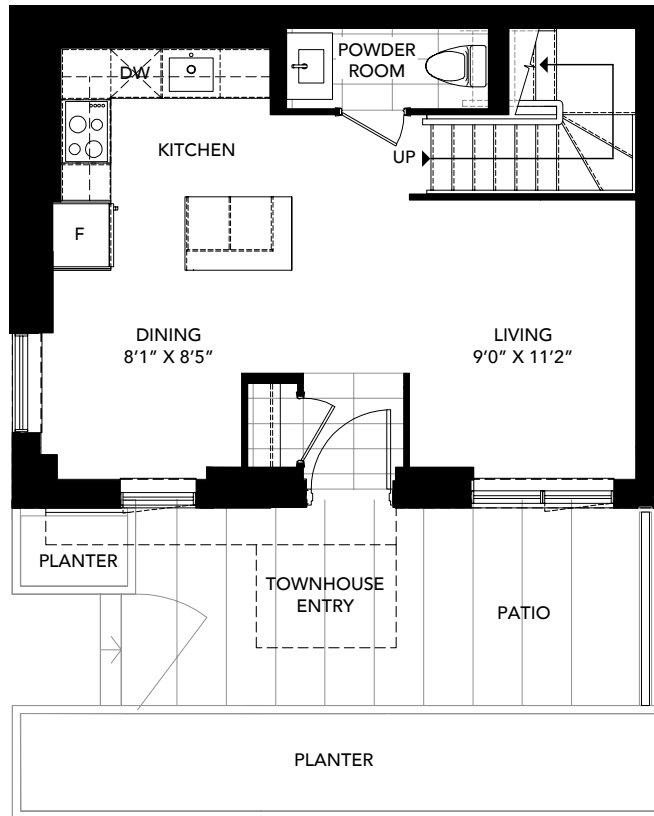 POWDER
ROOM
DW
KITCHEN
UP
F
DINING
8'1" X 8'5"
LIVING
9'0" X 11'2"
PLANTER
TOWNHOUSE
ENTRY
PATIO
PLANTER